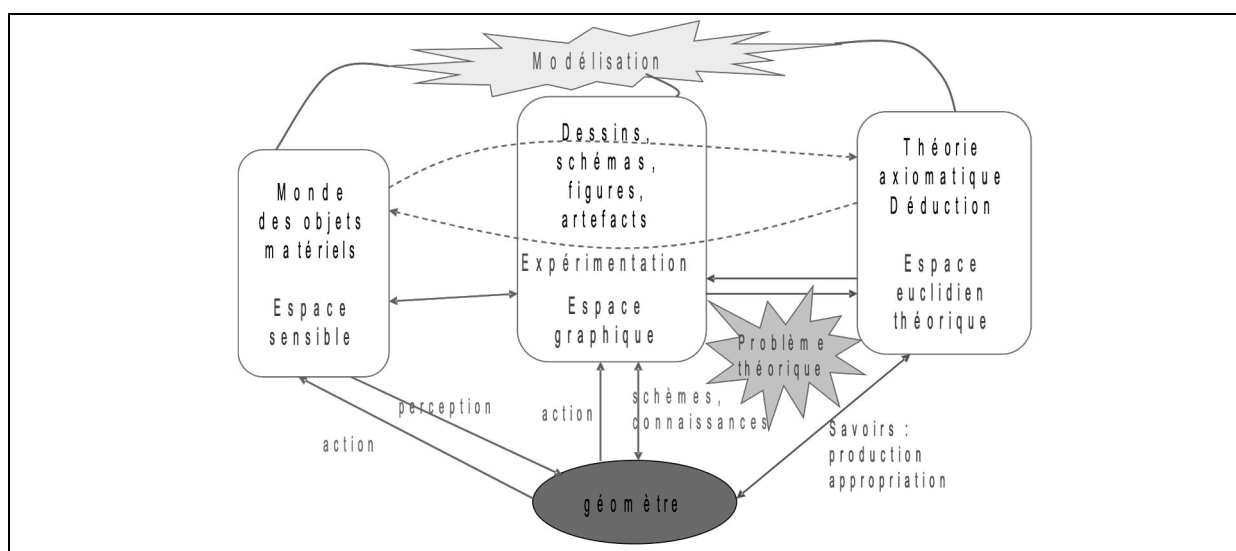 Modélisation
Dessins,
schémas,
figures,
artefacts
Expérimentation
Espace
graphique
Monde
des objets
matériels
Espace
sensible
Théorie
axiomatique
Déduction
Espace
euclidien
théorique
Problème
théorique
perception
action
action
schèmes,
connaissances
Savoirs :
production
appropriation
géomètre